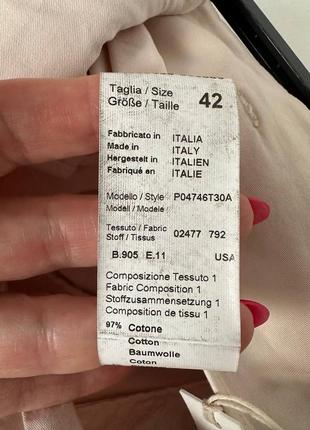 Taglia / Size
Größe / Taille 42
Fabbricato in ITALIA
Made in ITALY
Hergestellt in ITALIEN
Fabriqué en ITALIE
Modello / Style P04746T30A
Modell / Modele
Tessuto / Fabric 02477 792
Stoff / Tissus
B.905 E.11 USA
Composizione Tessuto 1
Fabric Composition 1
Stoffzusammensetzung 1
Composition de tissu 1
97% Cotone
Cotton
Baumwolle
Coton